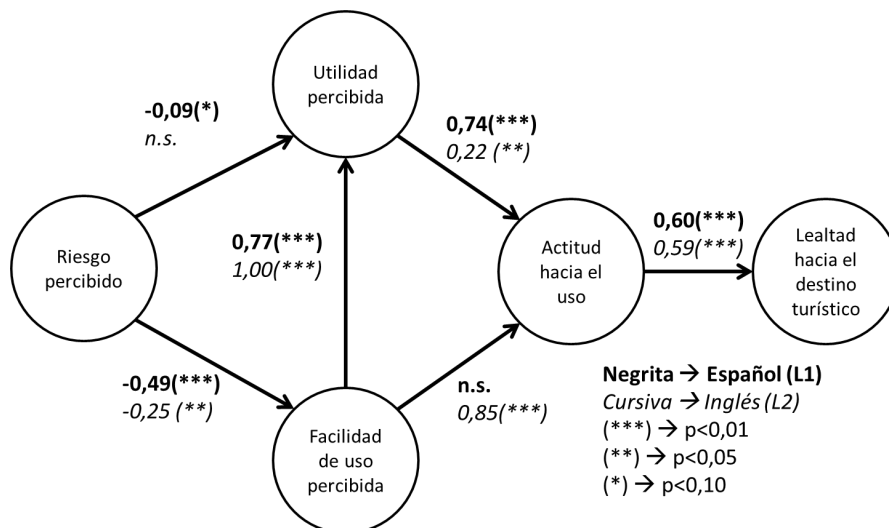 Utilidad
percibida
-0,09(*)
n.s.
0,74(***)
0,22 (**)
Riesgo
percibido
0,77(***)
1,00(***)
Actitud
hacia el
uso
0,60(***)
0,59(***)
Lealtad
hacia el
destino
turístico
-0,49(***)
-0,25 (**)
Facilidad
de uso
percibida
n.s.
0,85(***)
Negrita → Español (L1)
Cursiva → Inglés (L2)
(***) → p<0,01
(**) → p<0,05
(*) → p<0,10